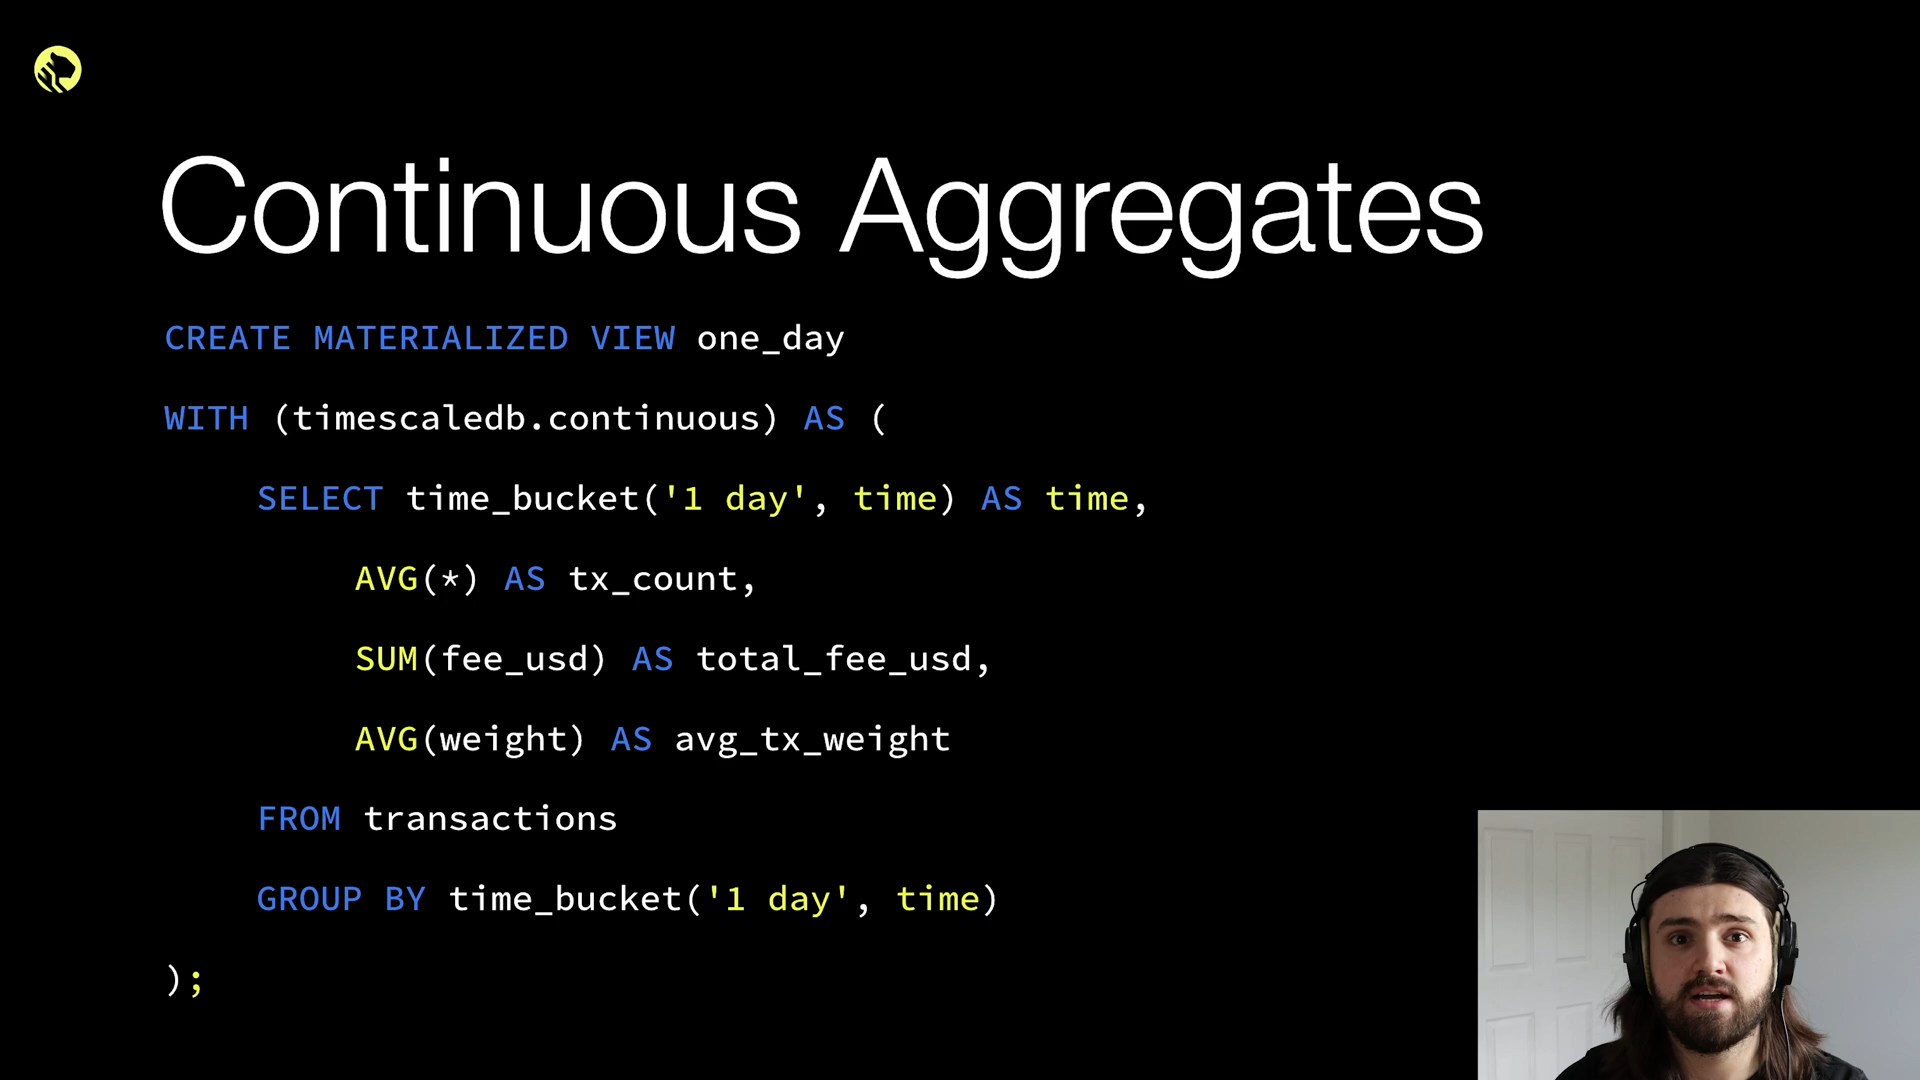 Continuous Aggregates
CREATE MATERIALIZED VIEW one_day
WITH (timescaledb.continuous) AS (
SELECT time_bucket('1 day', time) AS time,
AVG(*) AS tx_count,
SUM(fee_usd) AS total_fee_usd,
AVG(weight) AS avg_tx_weight
FROM transactions
GROUP BY time_bucket('1 day', time)
);